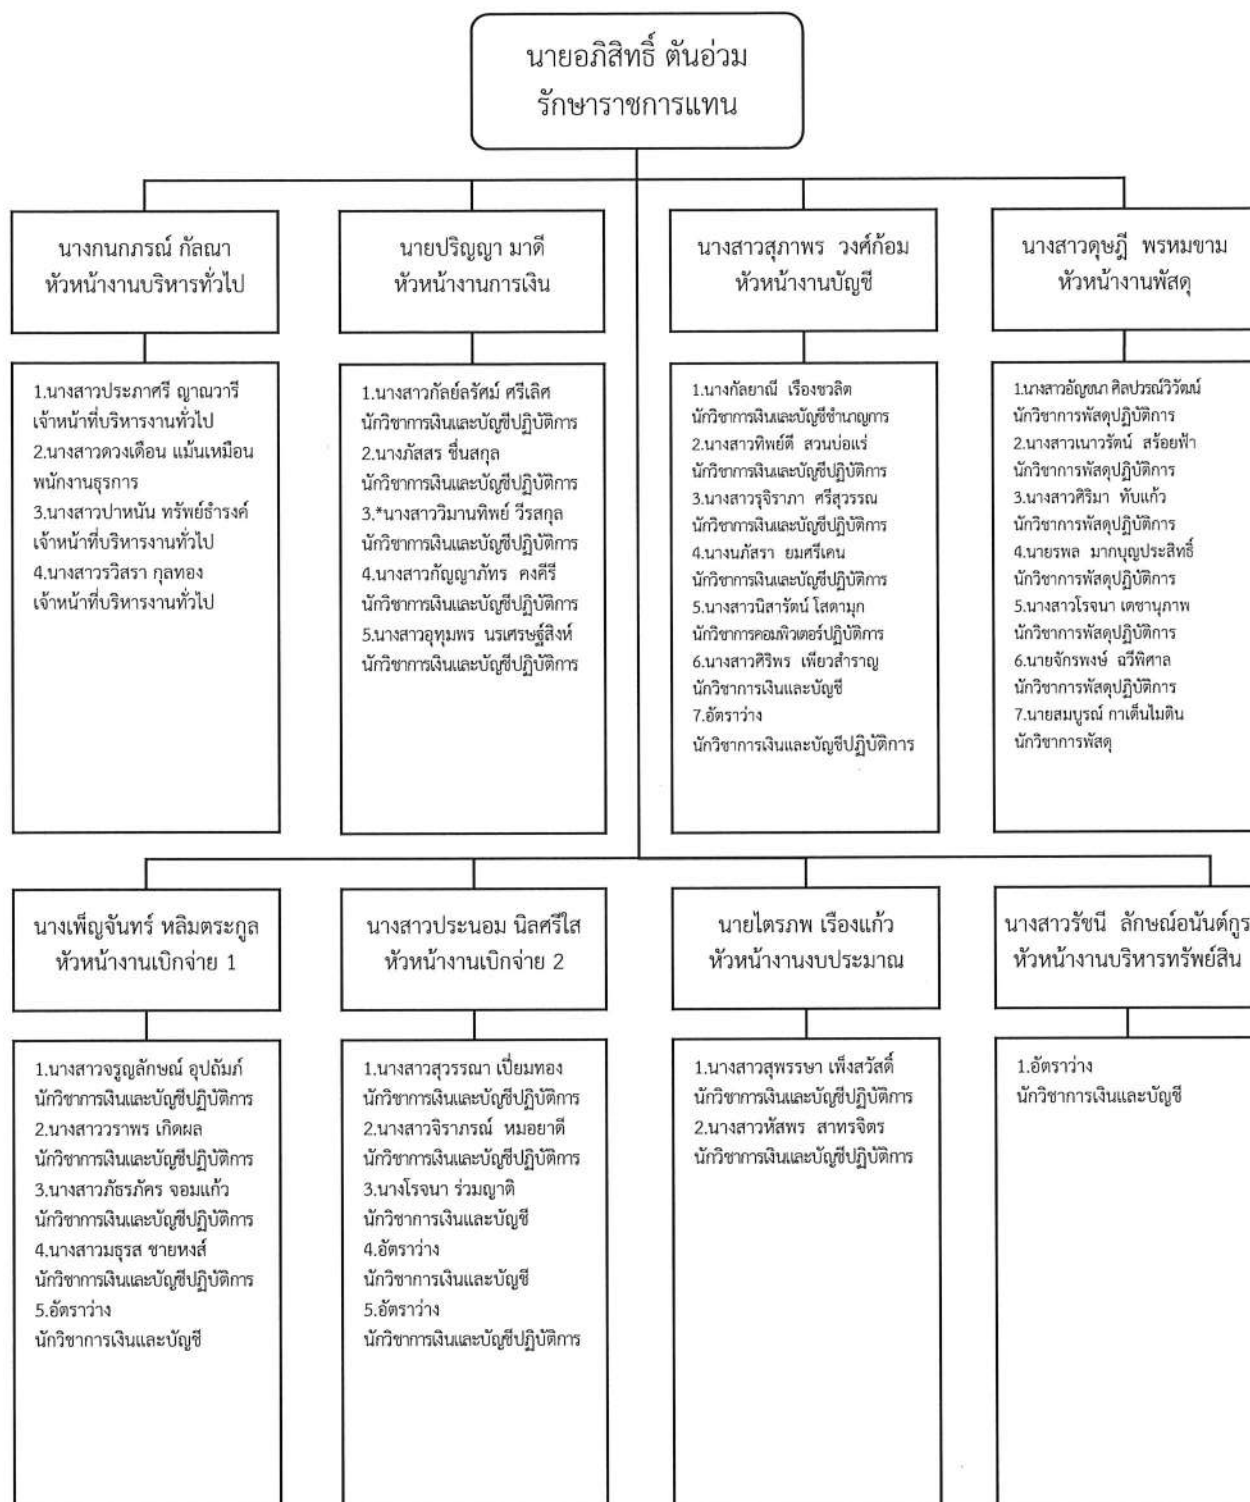 นายอภิสิทธิ์ ตันอ่วม
รักษาราชการแทน
นางกนกภรณ์ กัลณา
หัวหน้างานบริหารทั่วไป
นายปริญญา มาดี
หัวหน้างานการเงิน
นางสาวสุภาพร วงศ์ก้อม
หัวหน้างานบัญชี
นางสาวดุษฎี พรหมขาม
หัวหน้างานพัสดุ
1.นางสาวประภาศรี ญาณวารี
เจ้าหน้าที่บริหารงานทั่วไป
2.นางสาวดวงเดือน แม้นเหมือน
พนักงานธุรการ
3.นางสาวปาหนัน ทรัพย์ธำรงค์
เจ้าหน้าที่บริหารงานทั่วไป
4.นางสาวรวิสรา กุลทอง
เจ้าหน้าที่บริหารงานทั่วไป
1.นางสาวกัลย์ลรัศม์ ศรีเลิศ
นักวิชาการเงินและบัญชีปฏิบัติการ
2.นางภัสสร ชื่นสกุล
นักวิชาการเงินและบัญชีปฏิบัติการ
3.*นางสาววิมานทิพย์ วีรสกุล
นักวิชาการเงินและบัญชีปฏิบัติการ
4.นางสาวกัญญาภัทร คงคีรี
นักวิชาการเงินและบัญชีปฏิบัติการ
5.นางสาวอุทุมพร นรเศรษฐ์สิงห์
นักวิชาการเงินและบัญชีปฏิบัติการ
1.นางกัลยาณี เรืองชวลิต
นักวิชาการเงินและบัญชีชำนาญการ
2.นางสาวทิพย์ดี สวนบ่อแร่
นักวิชาการเงินและบัญชีปฏิบัติการ
3.นางสาวรุจิราภา ศรีสุวรรณ
นักวิชาการเงินและบัญชีปฏิบัติการ
4.นางนภัสรา ยมศรีเคน
นักวิชาการเงินและบัญชีปฏิบัติการ
5.นางสาวนิสารัตน์ โสดามุก
นักวิชาการคอมพิวเตอร์ปฏิบัติการ
6.นางสาวศิริพร เพียวสำราญ
นักวิชาการเงินและบัญชี
7.อัตราว่าง
นักวิชาการเงินและบัญชีปฏิบัติการ
1.นางสาวอัญชนา ศิลปวรณ์วิวัฒน์
นักวิชาการพัสดุปฏิบัติการ
2.นางสาวเนาวรัตน์ สร้อยฟ้า
นักวิชาการพัสดุปฏิบัติการ
3.นางสาวศิริมา ทับแก้ว
นักวิชาการพัสดุปฏิบัติการ
4.นายรพล มากบุญประสิทธิ์
นักวิชาการพัสดุปฏิบัติการ
5.นางสาวโรจนา เดชานุภาพ
นักวิชาการพัสดุปฏิบัติการ
6.นายจักรพงษ์ ฉวีพิศาล
นักวิชาการพัสดุปฏิบัติการ
7.นายสมบูรณ์ กาเต็นไมดิน
นักวิชาการพัสดุ
นางเพ็ญจันทร์ หลิมตระกูล
หัวหน้างานเบิกจ่าย 1
นางสาวประนอม นิลศรีใส
หัวหน้างานเบิกจ่าย 2
นายไตรภพ เรืองแก้ว
หัวหน้างานงบประมาณ
นางสาวรัชนี ลักษณ์อนันต์กูร
หัวหน้างานบริหารทรัพย์สิน
1.นางสาวจรูญลักษณ์ อุปถัมภ์
นักวิชาการเงินและบัญชีปฏิบัติการ
2.นางสาววราพร เกิดผล
นักวิชาการเงินและบัญชีปฏิบัติการ
3.นางสาวภัธรภัคร จอมแก้ว
นักวิชาการเงินและบัญชีปฏิบัติการ
4.นางสาวมธุรส ชายหงส์
นักวิชาการเงินและบัญชีปฏิบัติการ
5.อัตราว่าง
นักวิชาการเงินและบัญชี
1.นางสาวสุวรรณา เปี่ยมทอง
นักวิชาการเงินและบัญชีปฏิบัติการ
2.นางสาวจิราภรณ์ หมอยาดี
นักวิชาการเงินและบัญชีปฏิบัติการ
3.นางโรจนา ร่วมญาติ
นักวิชาการเงินและบัญชี
4.อัตราว่าง
นักวิชาการเงินและบัญชี
5.อัตราว่าง
นักวิชาการเงินและบัญชีปฏิบัติการ
1.นางสาวสุพรรษา เพ็งสวัสดิ์
นักวิชาการเงินและบัญชีปฏิบัติการ
2.นางสาวหัสพร สาทรจิตร
นักวิชาการเงินและบัญชีปฏิบัติการ
1.อัตราว่าง
นักวิชาการเงินและบัญชี